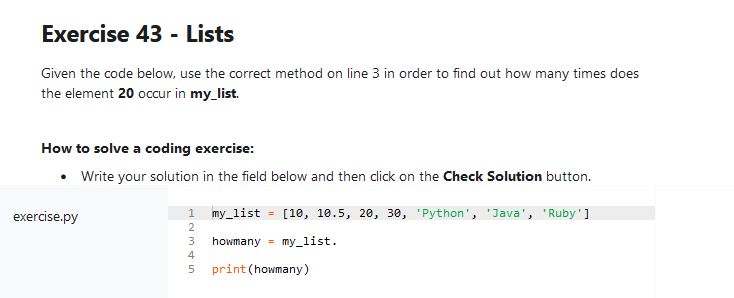 Exercise 43 - Lists
Given the code below, use the correct method on line 3 in order to find out how many times does
the element 20 occur in my_list.
How to solve a coding exercise:
• Write your solution in the field below and then click on the Check Solution button.
exercise.py
1 my_list = [10, 10.5, 20, 30, 'Python', 'Java', 'Ruby']
2
3 howmany = my_list.
4
5 print(howmany)